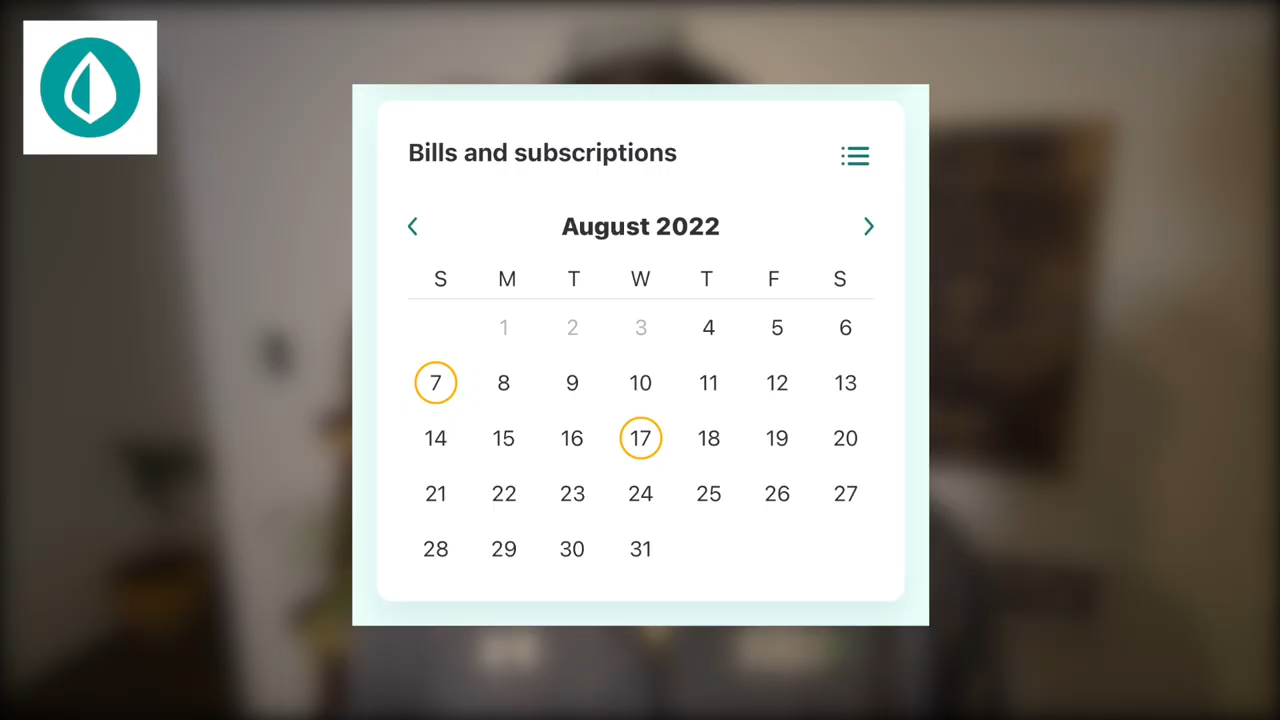 Bills and subscriptions
August 2022
S M T W T F S
1 2 3 4 5 6
7 8 9 10 11 12 13
14 15 16 17 18 19 20
21 22 23 24 25 26 27
28 29 30 31